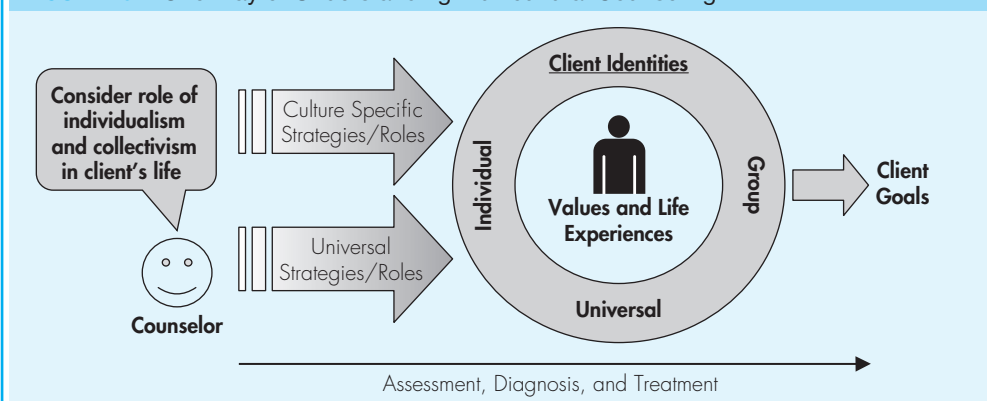 Consider role of
individualism
and collectivism
in client's life
Counselor
Culture Specific
Strategies/Roles
Universal
Strategies/Roles
Client Identities
Individual
Group
Universal
Values and Life
Experiences
Client
Goals
Assessment, Diagnosis, and Treatment